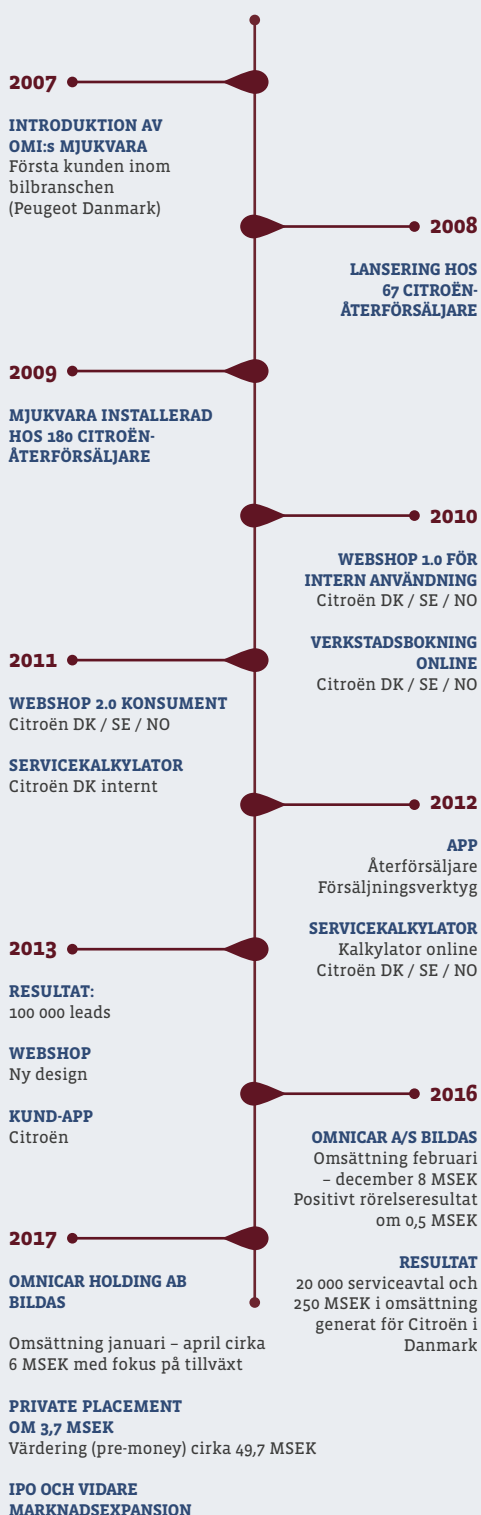 2007
INTRODUKTION AV
OMI:s MJUKVARA
Första kunden inom
bilbranschen
(Peugeot Danmark)
2008
LANSERING HOS
67 CITROËN-
ÅTERFÖRSÄLJARE
2009
MJUKVARA INSTALLERAD
HOS 180 CITROËN-
ÅTERFÖRSÄLJARE
2010
WEBSHOP 1.0 FÖR
INTERN ANVÄNDNING
Citroën DK / SE / NO
VERKSTADSBOKNING
ONLINE
Citroën DK / SE / NO
2011
WEBSHOP 2.0 KONSUMENT
Citroën DK / SE / NO
SERVICEKALKYLATOR
Citroën DK internt
2012
APP
Återförsäljare
Försäljningsverktyg
SERVICEKALKYLATOR
Kalkylator online
Citroën DK / SE / NO
2013
RESULTAT:
100 000 leads
WEBSHOP
Ny design
KUND-APP
Citroën
2016
OMNICAR A/S BILDAS
Omsättning februari
– december 8 MSEK
Positivt rörelseresultat
om 0,5 MSEK
RESULTAT
20 000 serviceavtal och
250 MSEK i omsättning
generat för Citroën i
Danmark
2017
OMNICAR HOLDING AB
BILDAS
Omsättning januari – april cirka
6 MSEK med fokus på tillväxt
PRIVATE PLACEMENT
OM 3,7 MSEK
Värdering (pre-money) cirka 49,7 MSEK
IPO OCH VIDARE
MARKNADSEXPANSION